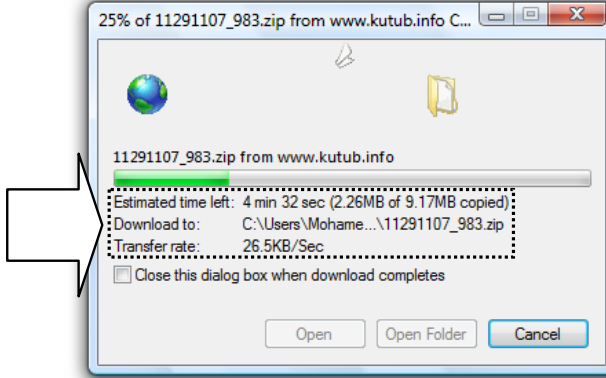 25% of 11291107_983.zip from www.kutub.info C...
11291107_983.zip from www.kutub.info
Estimated time left: 4 min 32 sec (2.26MB of 9.17MB copied)
Download to: C:\Users\Mohame...\11291107_983.zip
Transfer rate: 26.5KB/Sec
Close this dialog box when download completes
Open Open Folder Cancel